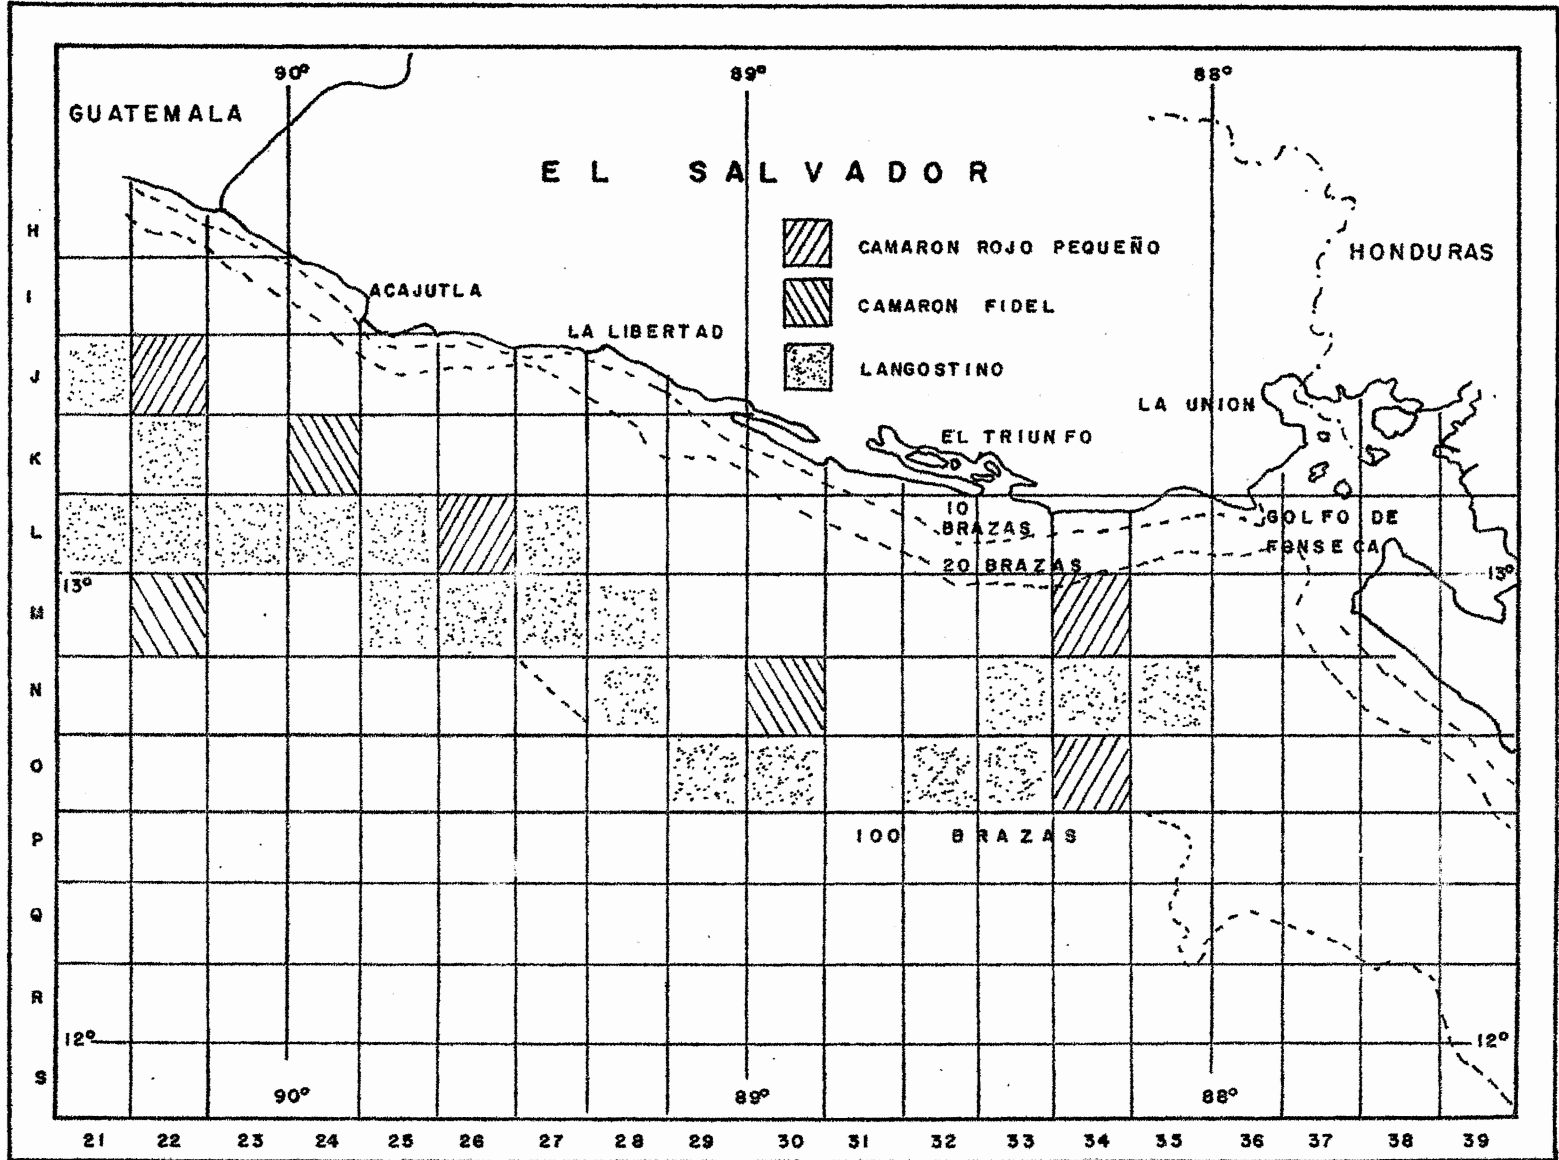 90° 89° 88°
GUATEMALA
EL SALVADOR
H
CAMARON ROJO PEQUEÑO
HONDURAS
I
ACAJUTLA
CAMARON FIDEL
LA LIBERTAD
J
LANGOSTINO
LA UNION
K
EL TRIUNFO
L
10
BRAZAS
GOLFO DE
FONSECA
20 BRAZAS
13° 13°
M
N
O
P
100 BRAZAS
Q
R
12° 12°
S
90° 89° 88°
21 22 23 24 25 26 27 28 29 30 31 32 33 34 35 36 37 38 39